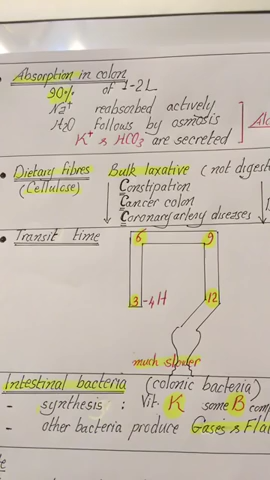 • Absorption in colon
90% of 1-2L
Na+ reabsorbed actively
H2O follows by osmosis
K+ & HCO3 are secreted
• Dietary fibres Bulk laxative (not digest
(Cellulose) Constipation
Cancer colon
Coronary artery diseases
• Transit time
6 9
3-4H 12
much slower
Intestinal bacteria (colonic bacteria)
- synthesis : Vit. K some B comp
- other bacteria produce Gases & Fla